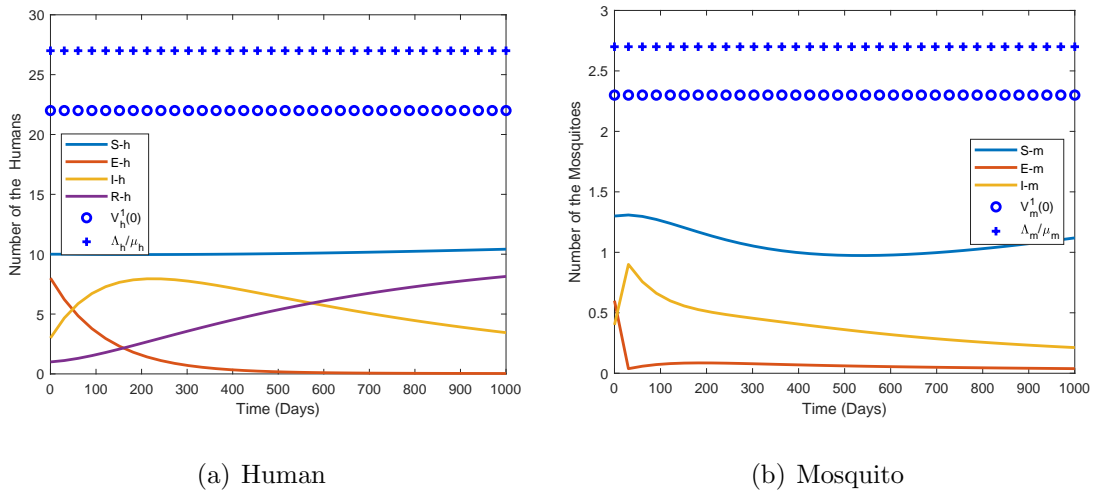 30
25
20
15
10
5
0
Number of the Humans
S-h
E-h
I-h
R-h
V_h^1(0)
Λ_h/μ_h
0 100 200 300 400 500 600 700 800 900 1000
Time (Days)
(a) Human
3
2.5
2
1.5
1
0.5
0
Number of the Mosquitoes
S-m
E-m
I-m
V_m^1(0)
Λ_m/μ_m
0 100 200 300 400 500 600 700 800 900 1000
Time (Days)
(b) Mosquito